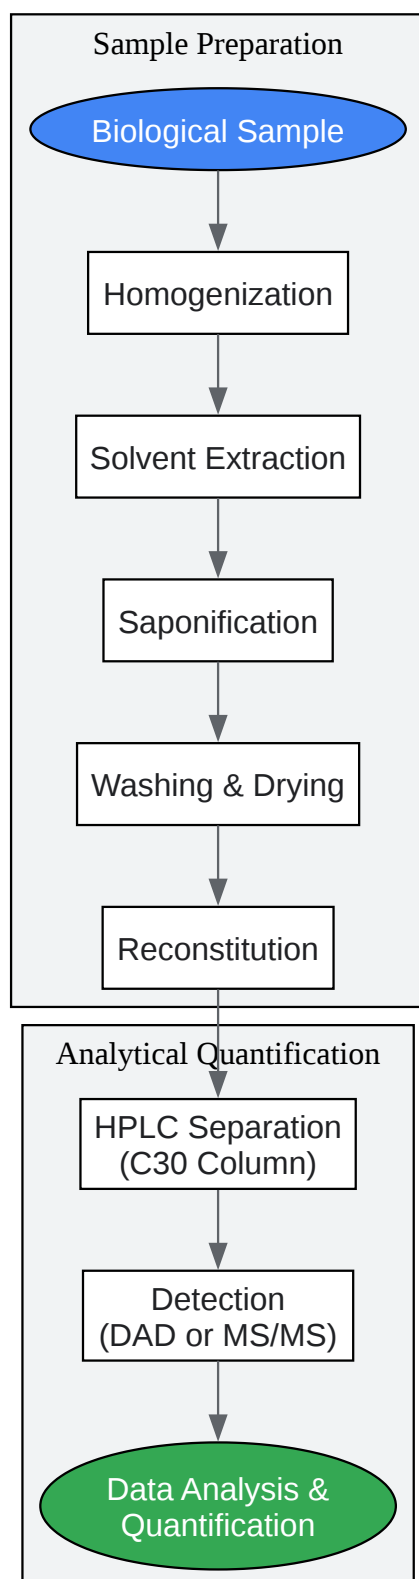 Sample Preparation
Biological Sample
Homogenization
Solvent Extraction
Saponification
Washing & Drying
Reconstitution
Analytical Quantification
HPLC Separation
(C30 Column)
Detection
(DAD or MS/MS)
Data Analysis &
Quantification